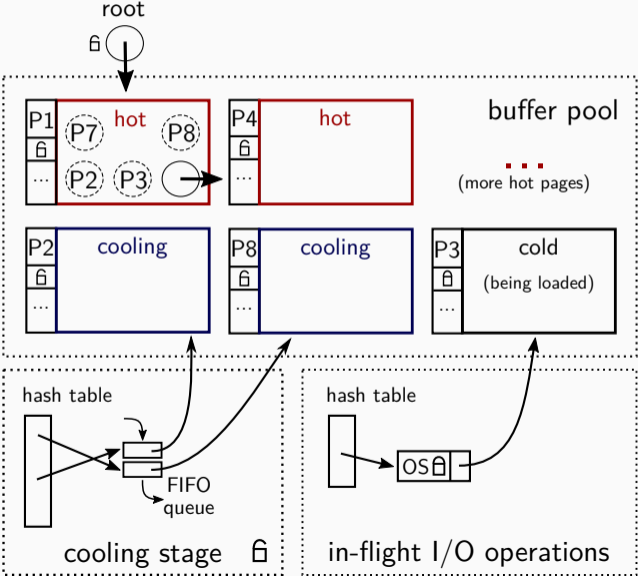 root
buffer pool
P1
hot
P7
P8
P2
P3
...
P4
hot
...
...
(more hot pages)
P2
cooling
...
P8
cooling
...
P3
cold
(being loaded)
...
hash table
FIFO
queue
cooling stage
hash table
OS
in-flight I/O operations